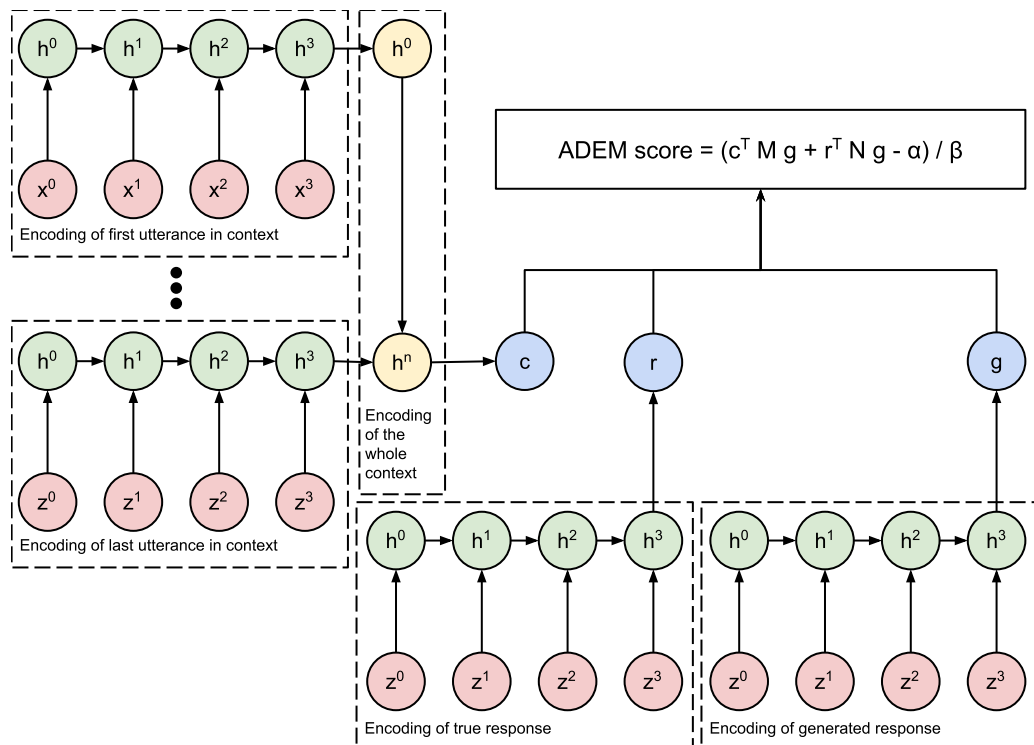 h⁰ h¹ h² h³ h⁰
x⁰ x¹ x² x³
Encoding of first utterance in context
ADEM score = (cᵀ M g + rᵀ N g - α) / β
h⁰ h¹ h² h³ hⁿ c r g
z⁰ z¹ z² z³
Encoding of last utterance in context
Encoding
of the
whole
context
h⁰ h¹ h² h³
z⁰ z¹ z² z³
Encoding of true response
h⁰ h¹ h² h³
z⁰ z¹ z² z³
Encoding of generated response